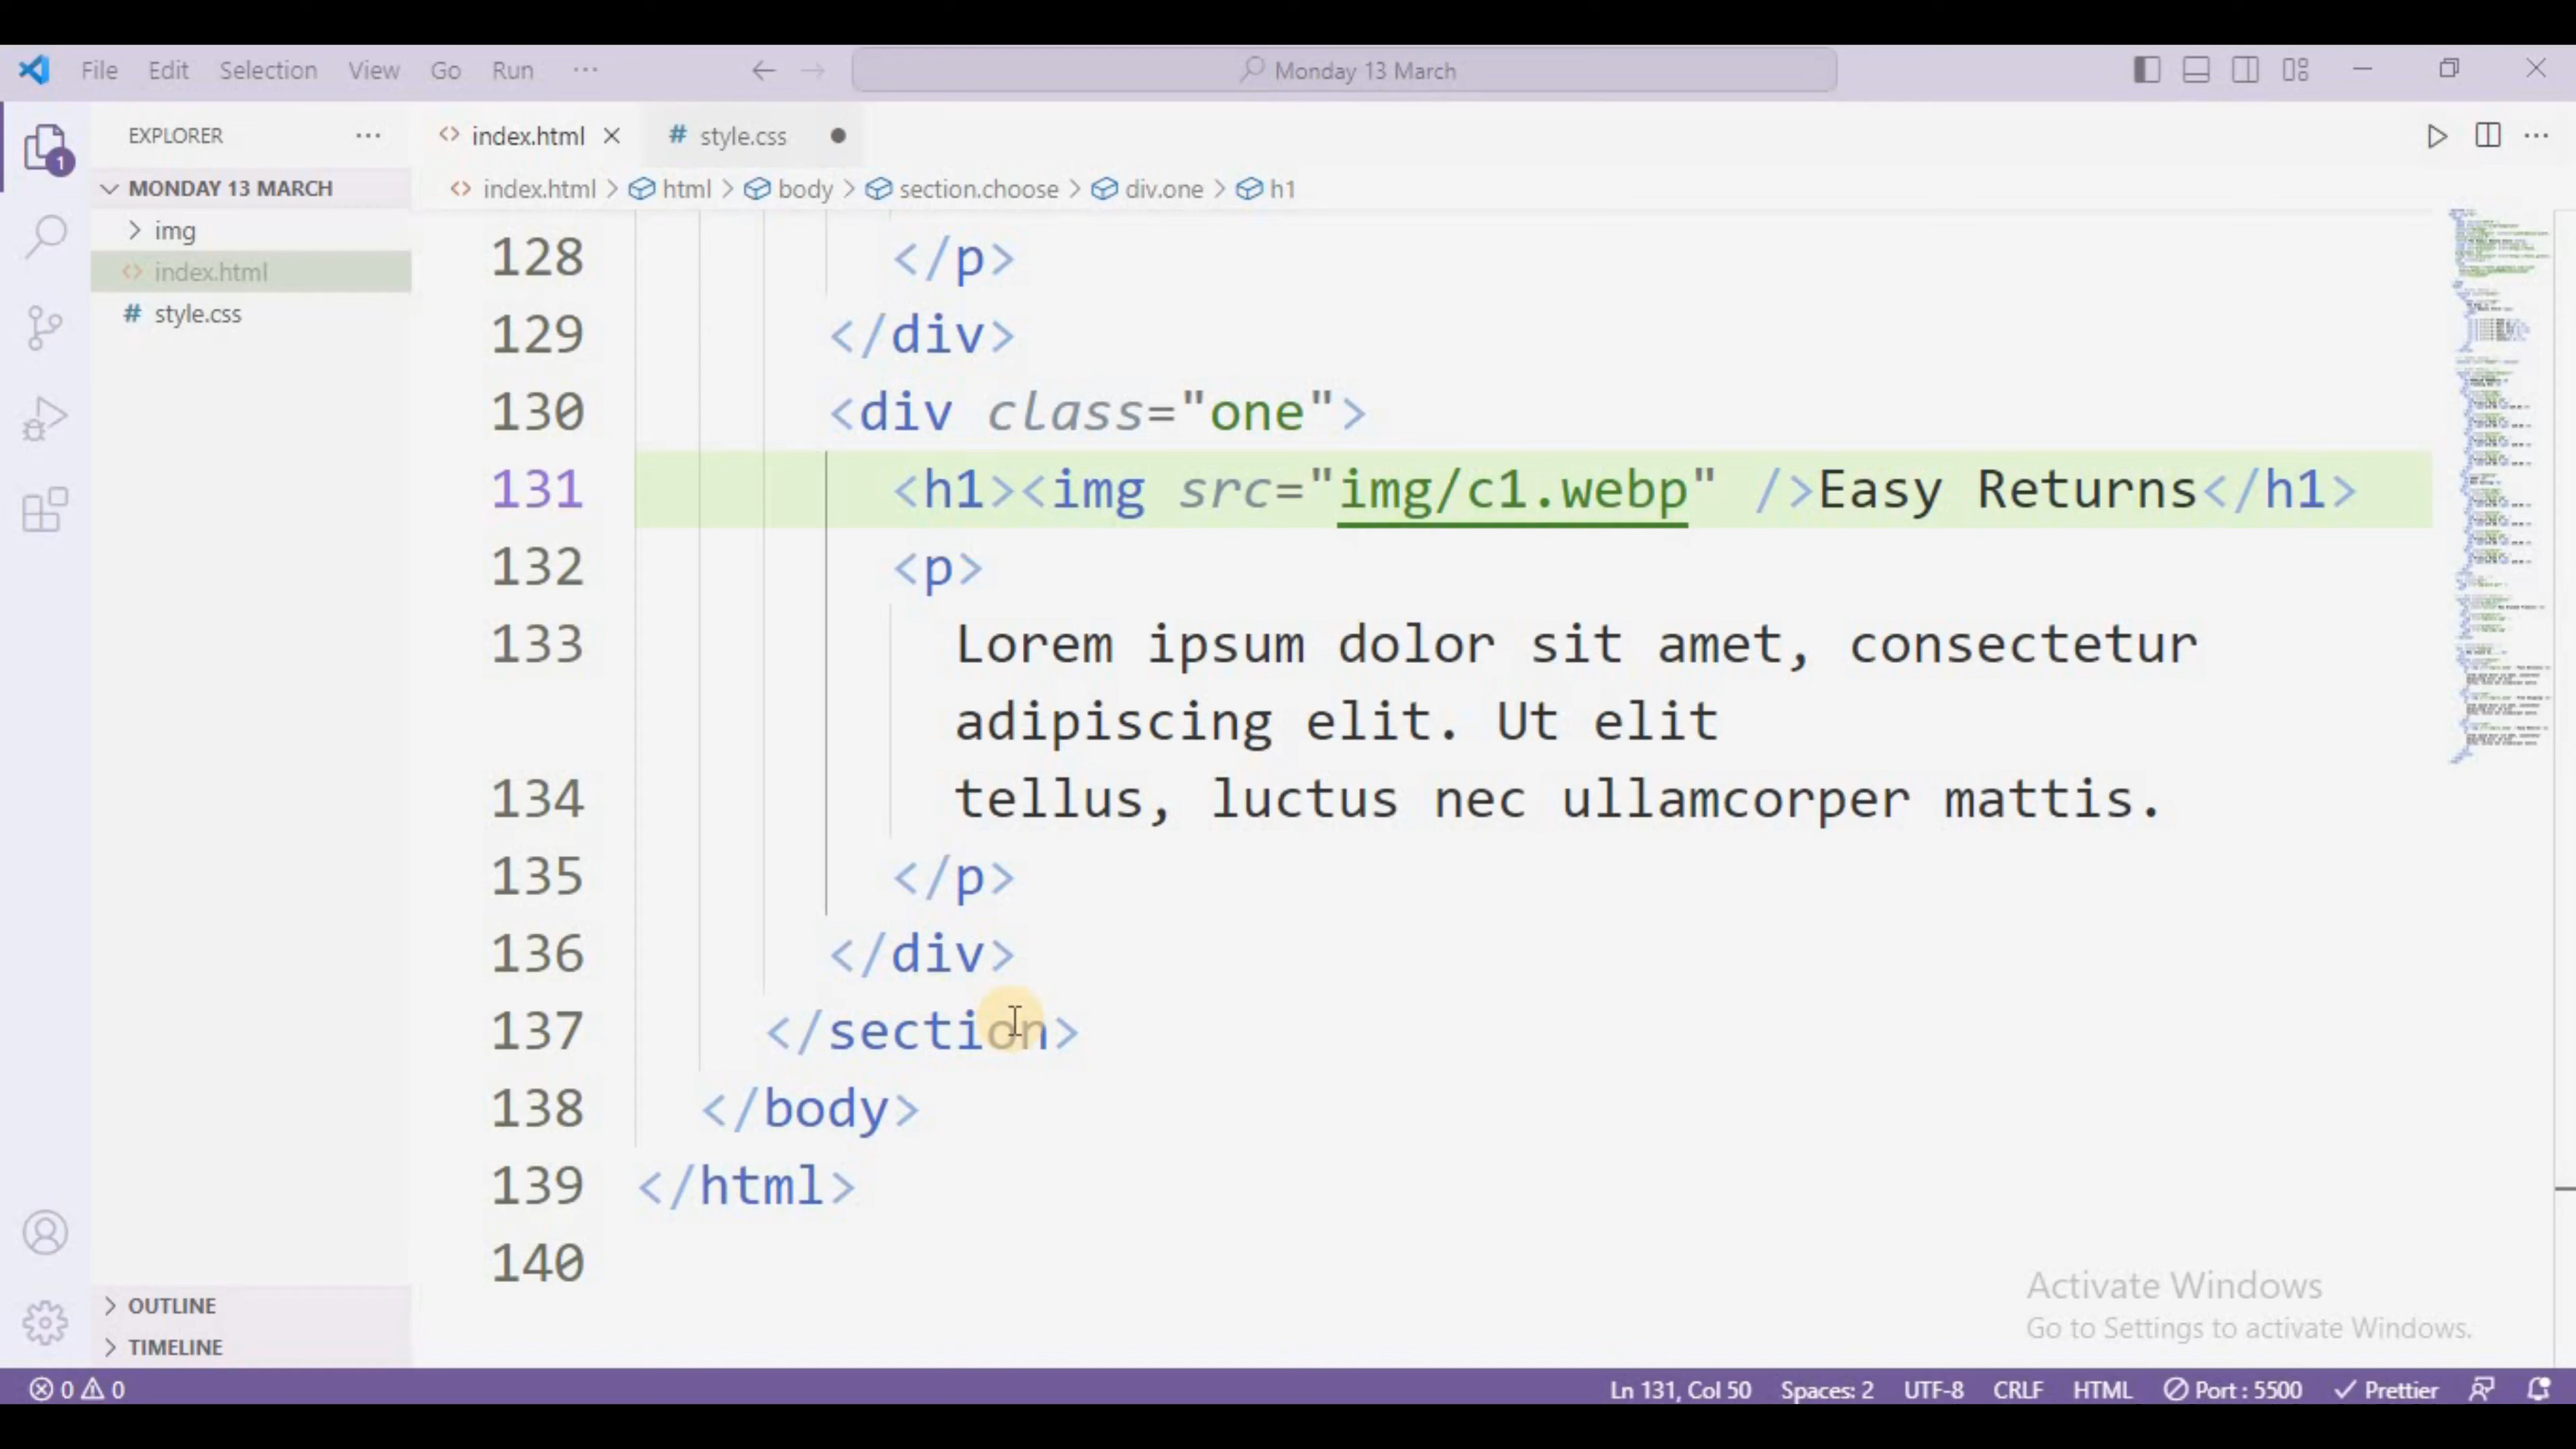 File Edit Selection View Go Run ···
Monday 13 March
EXPLORER ···
index.html
# style.css
1
MONDAY 13 MARCH
index.html > html > body > section.choose > div.one > h1
img
index.html
# style.css
128 </p>
129 </div>
130 <div class="one">
131 <h1><img src="img/c1.webp" />Easy Returns</h1>
132 <p>
133 Lorem ipsum dolor sit amet, consectetur
adipiscing elit. Ut elit
134 tellus, luctus nec ullamcorper mattis.
135 </p>
136 </div>
137 </section>
138 </body>
139 </html>
140
OUTLINE
TIMELINE
Activate Windows
Go to Settings to activate Windows.
0 0
Ln 131, Col 50 Spaces: 2 UTF-8 CRLF HTML Port : 5500 Prettier